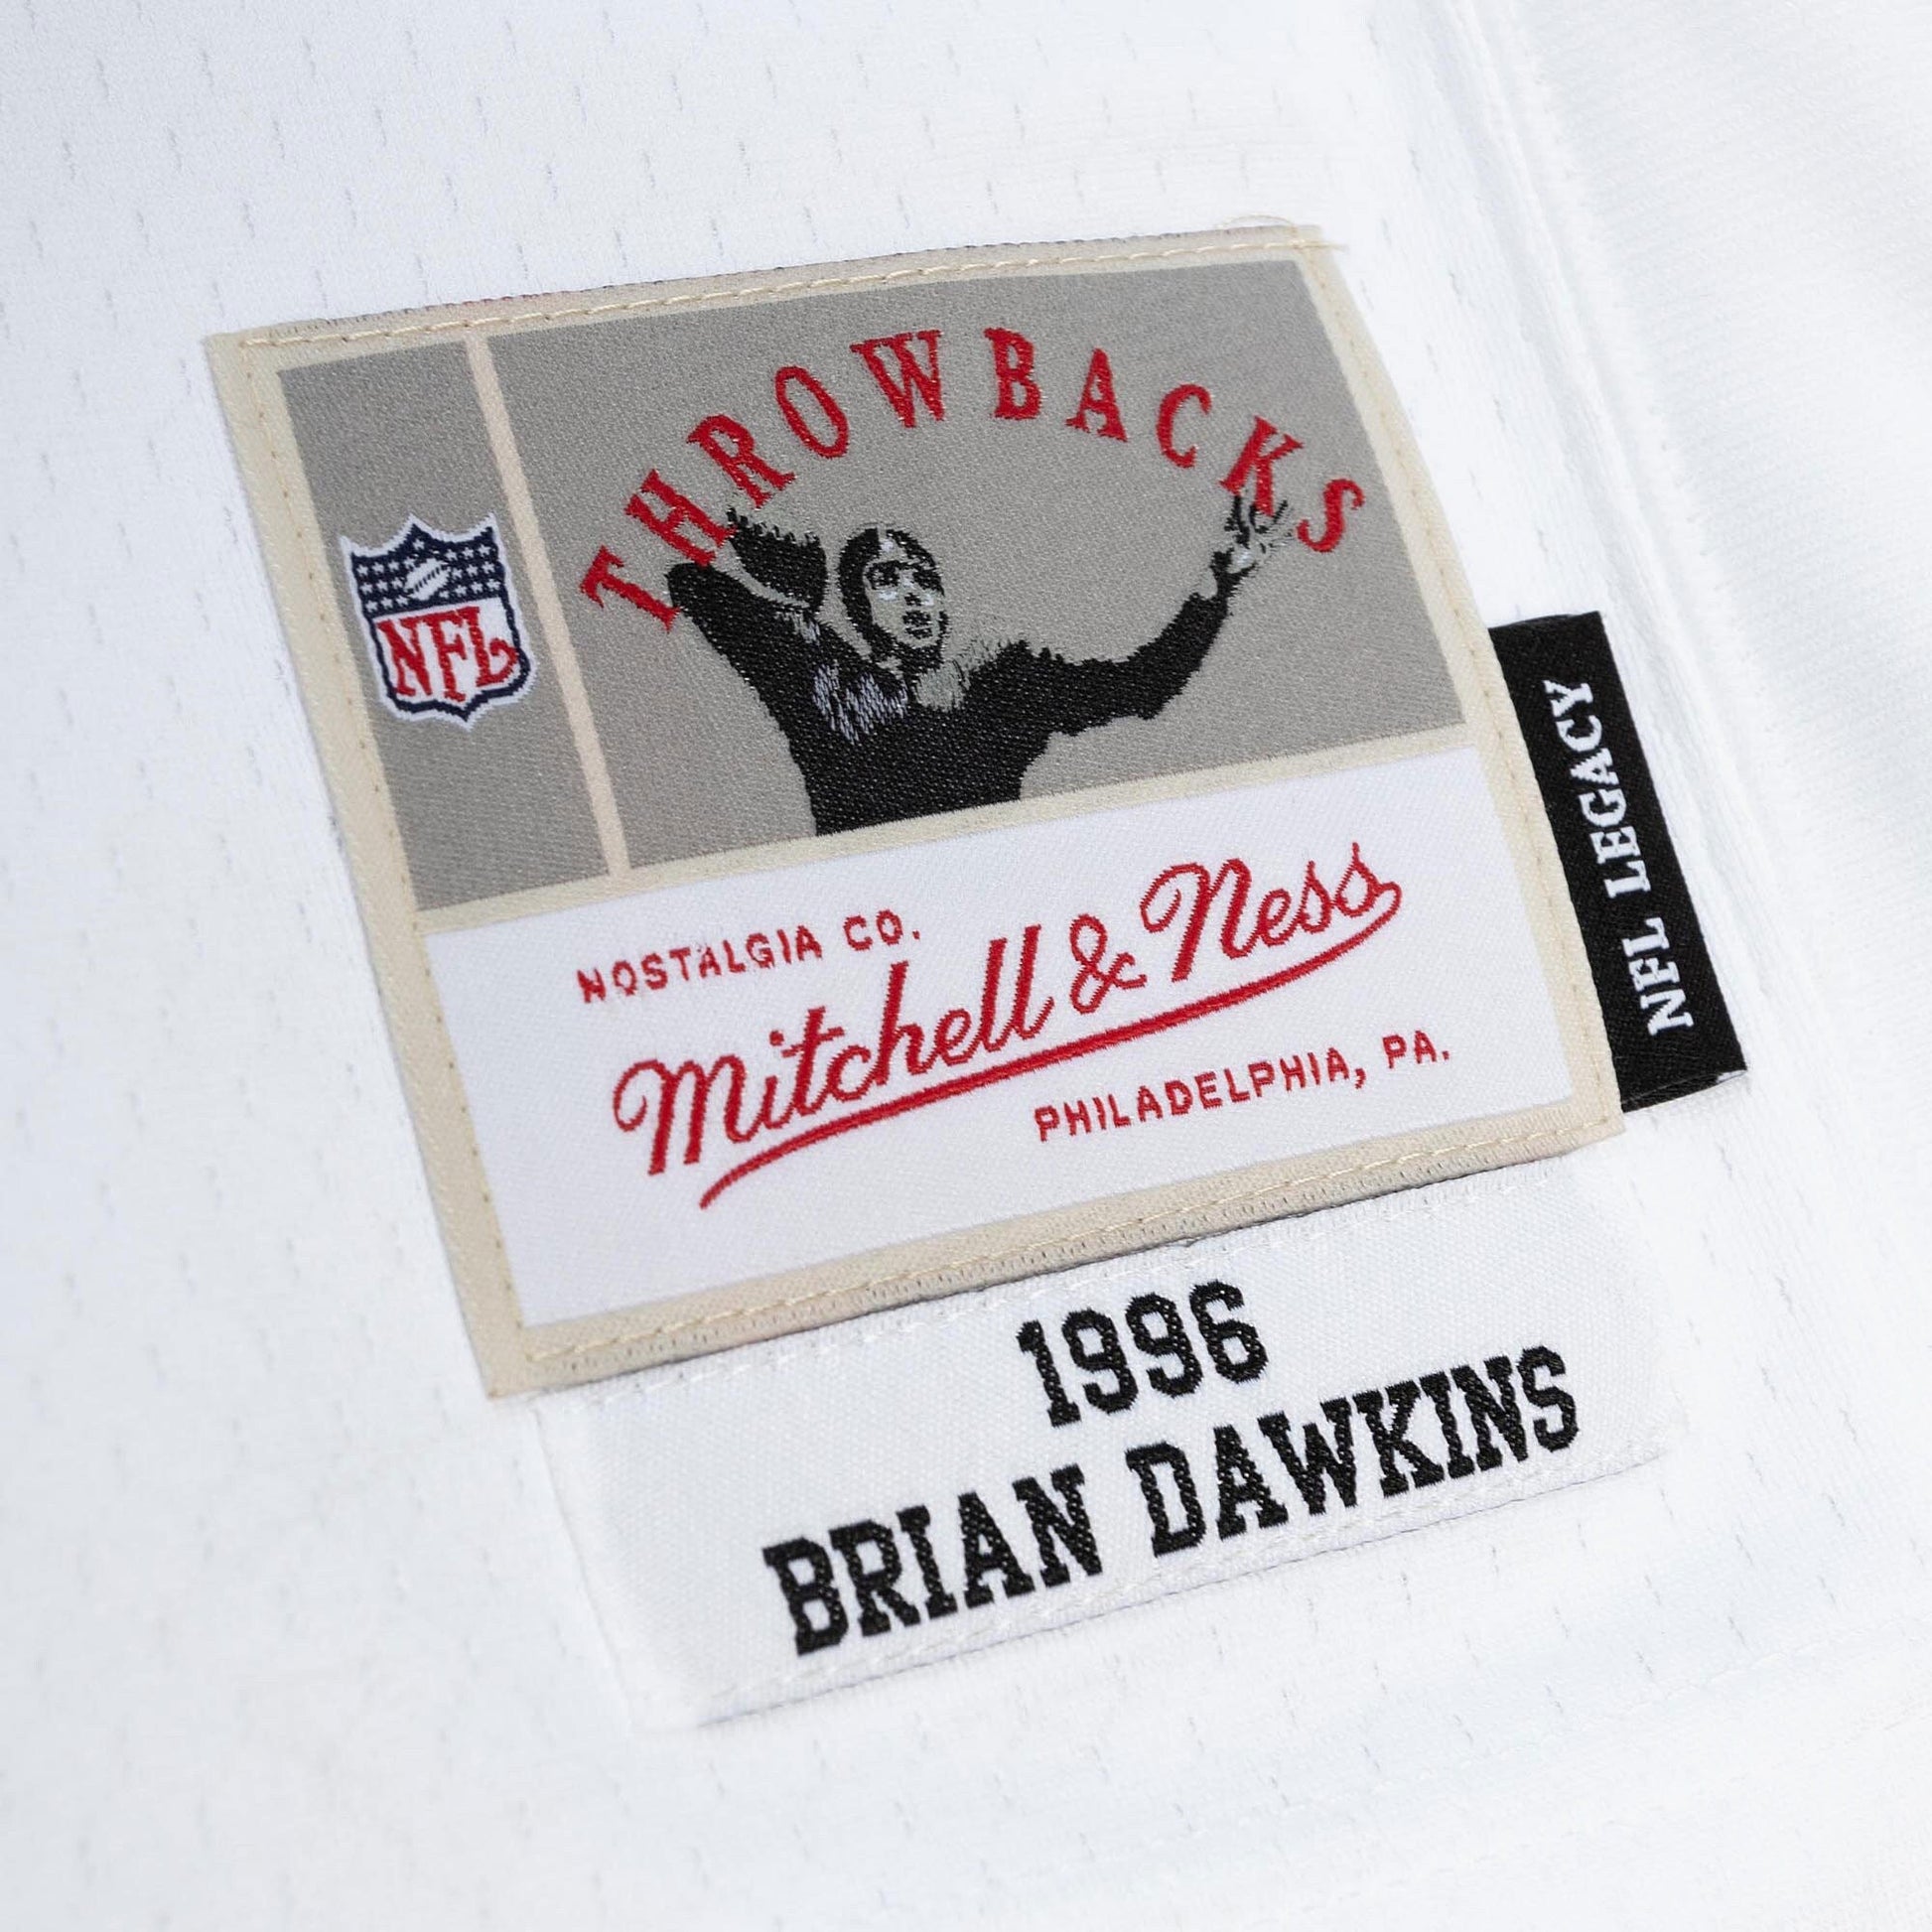 THROWBACKS
NFL
NOSTALGIA CO.
Mitchell & Ness
PHILADELPHIA, PA.
NFL LEGACY
1996
BRIAN DAWKINS